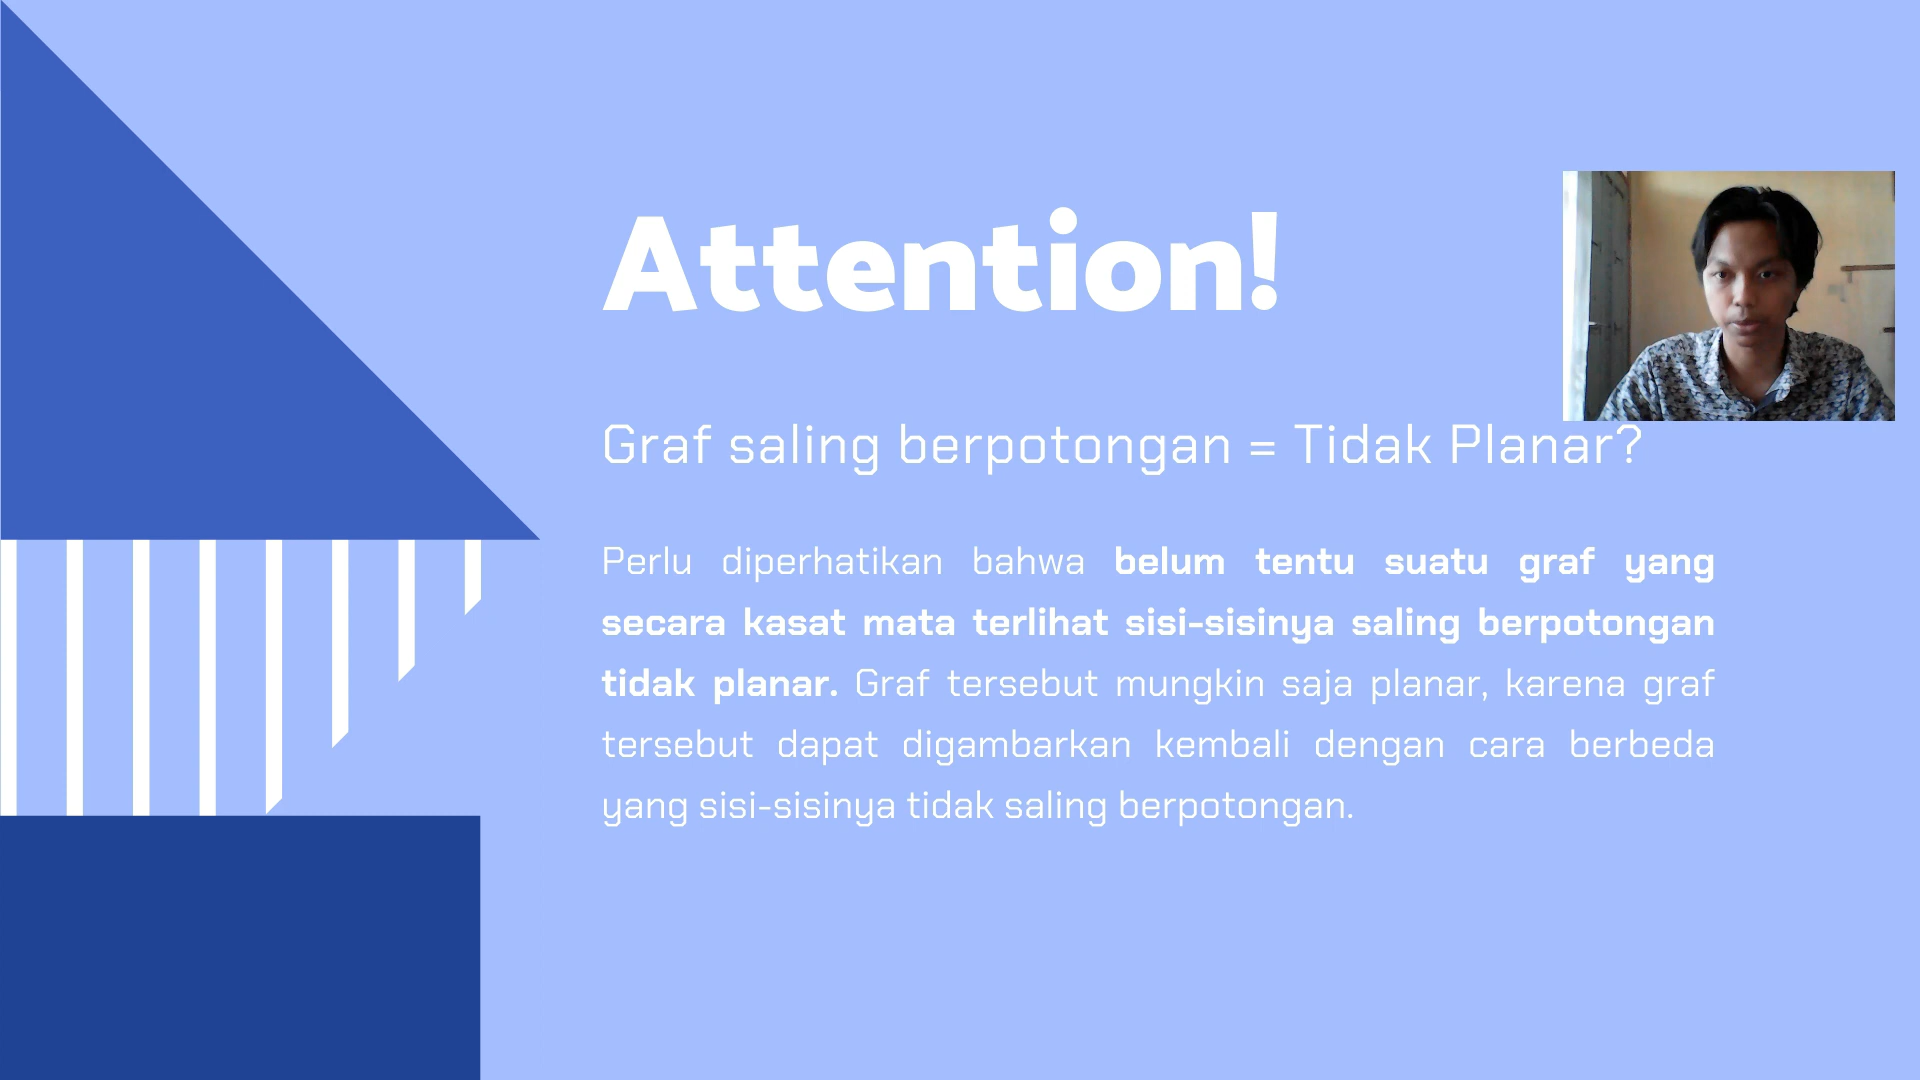 Attention!
Graf saling berpotongan = Tidak Planar?
Perlu diperhatikan bahwa belum tentu suatu graf yang
secara kasat mata terlihat sisi-sisinya saling berpotongan
tidak planar. Graf tersebut mungkin saja planar, karena graf
tersebut dapat digambarkan kembali dengan cara berbeda
yang sisi-sisinya tidak saling berpotongan.